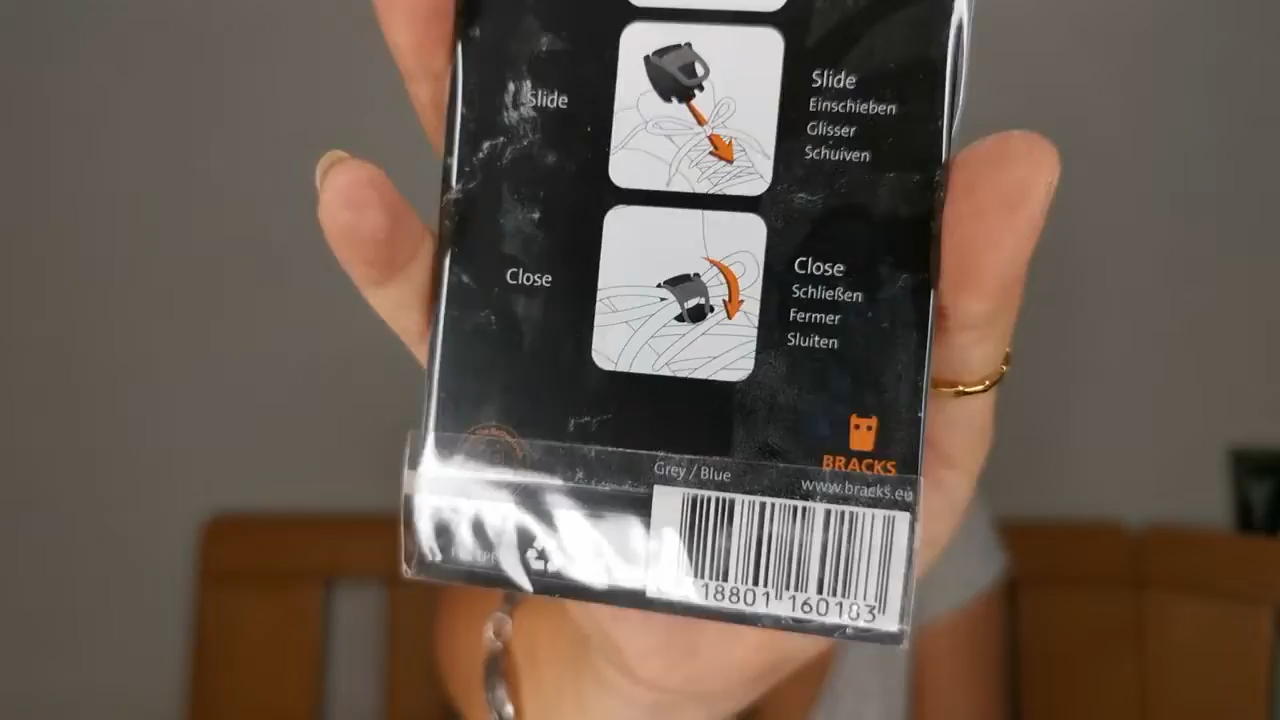 Slide
Slide
Einschieben
Glisser
Schuiven
Close
Close
Schließen
Fermer
Sluiten
BRACKS
Grey / Blue
www.bracks.eu
18801 160183